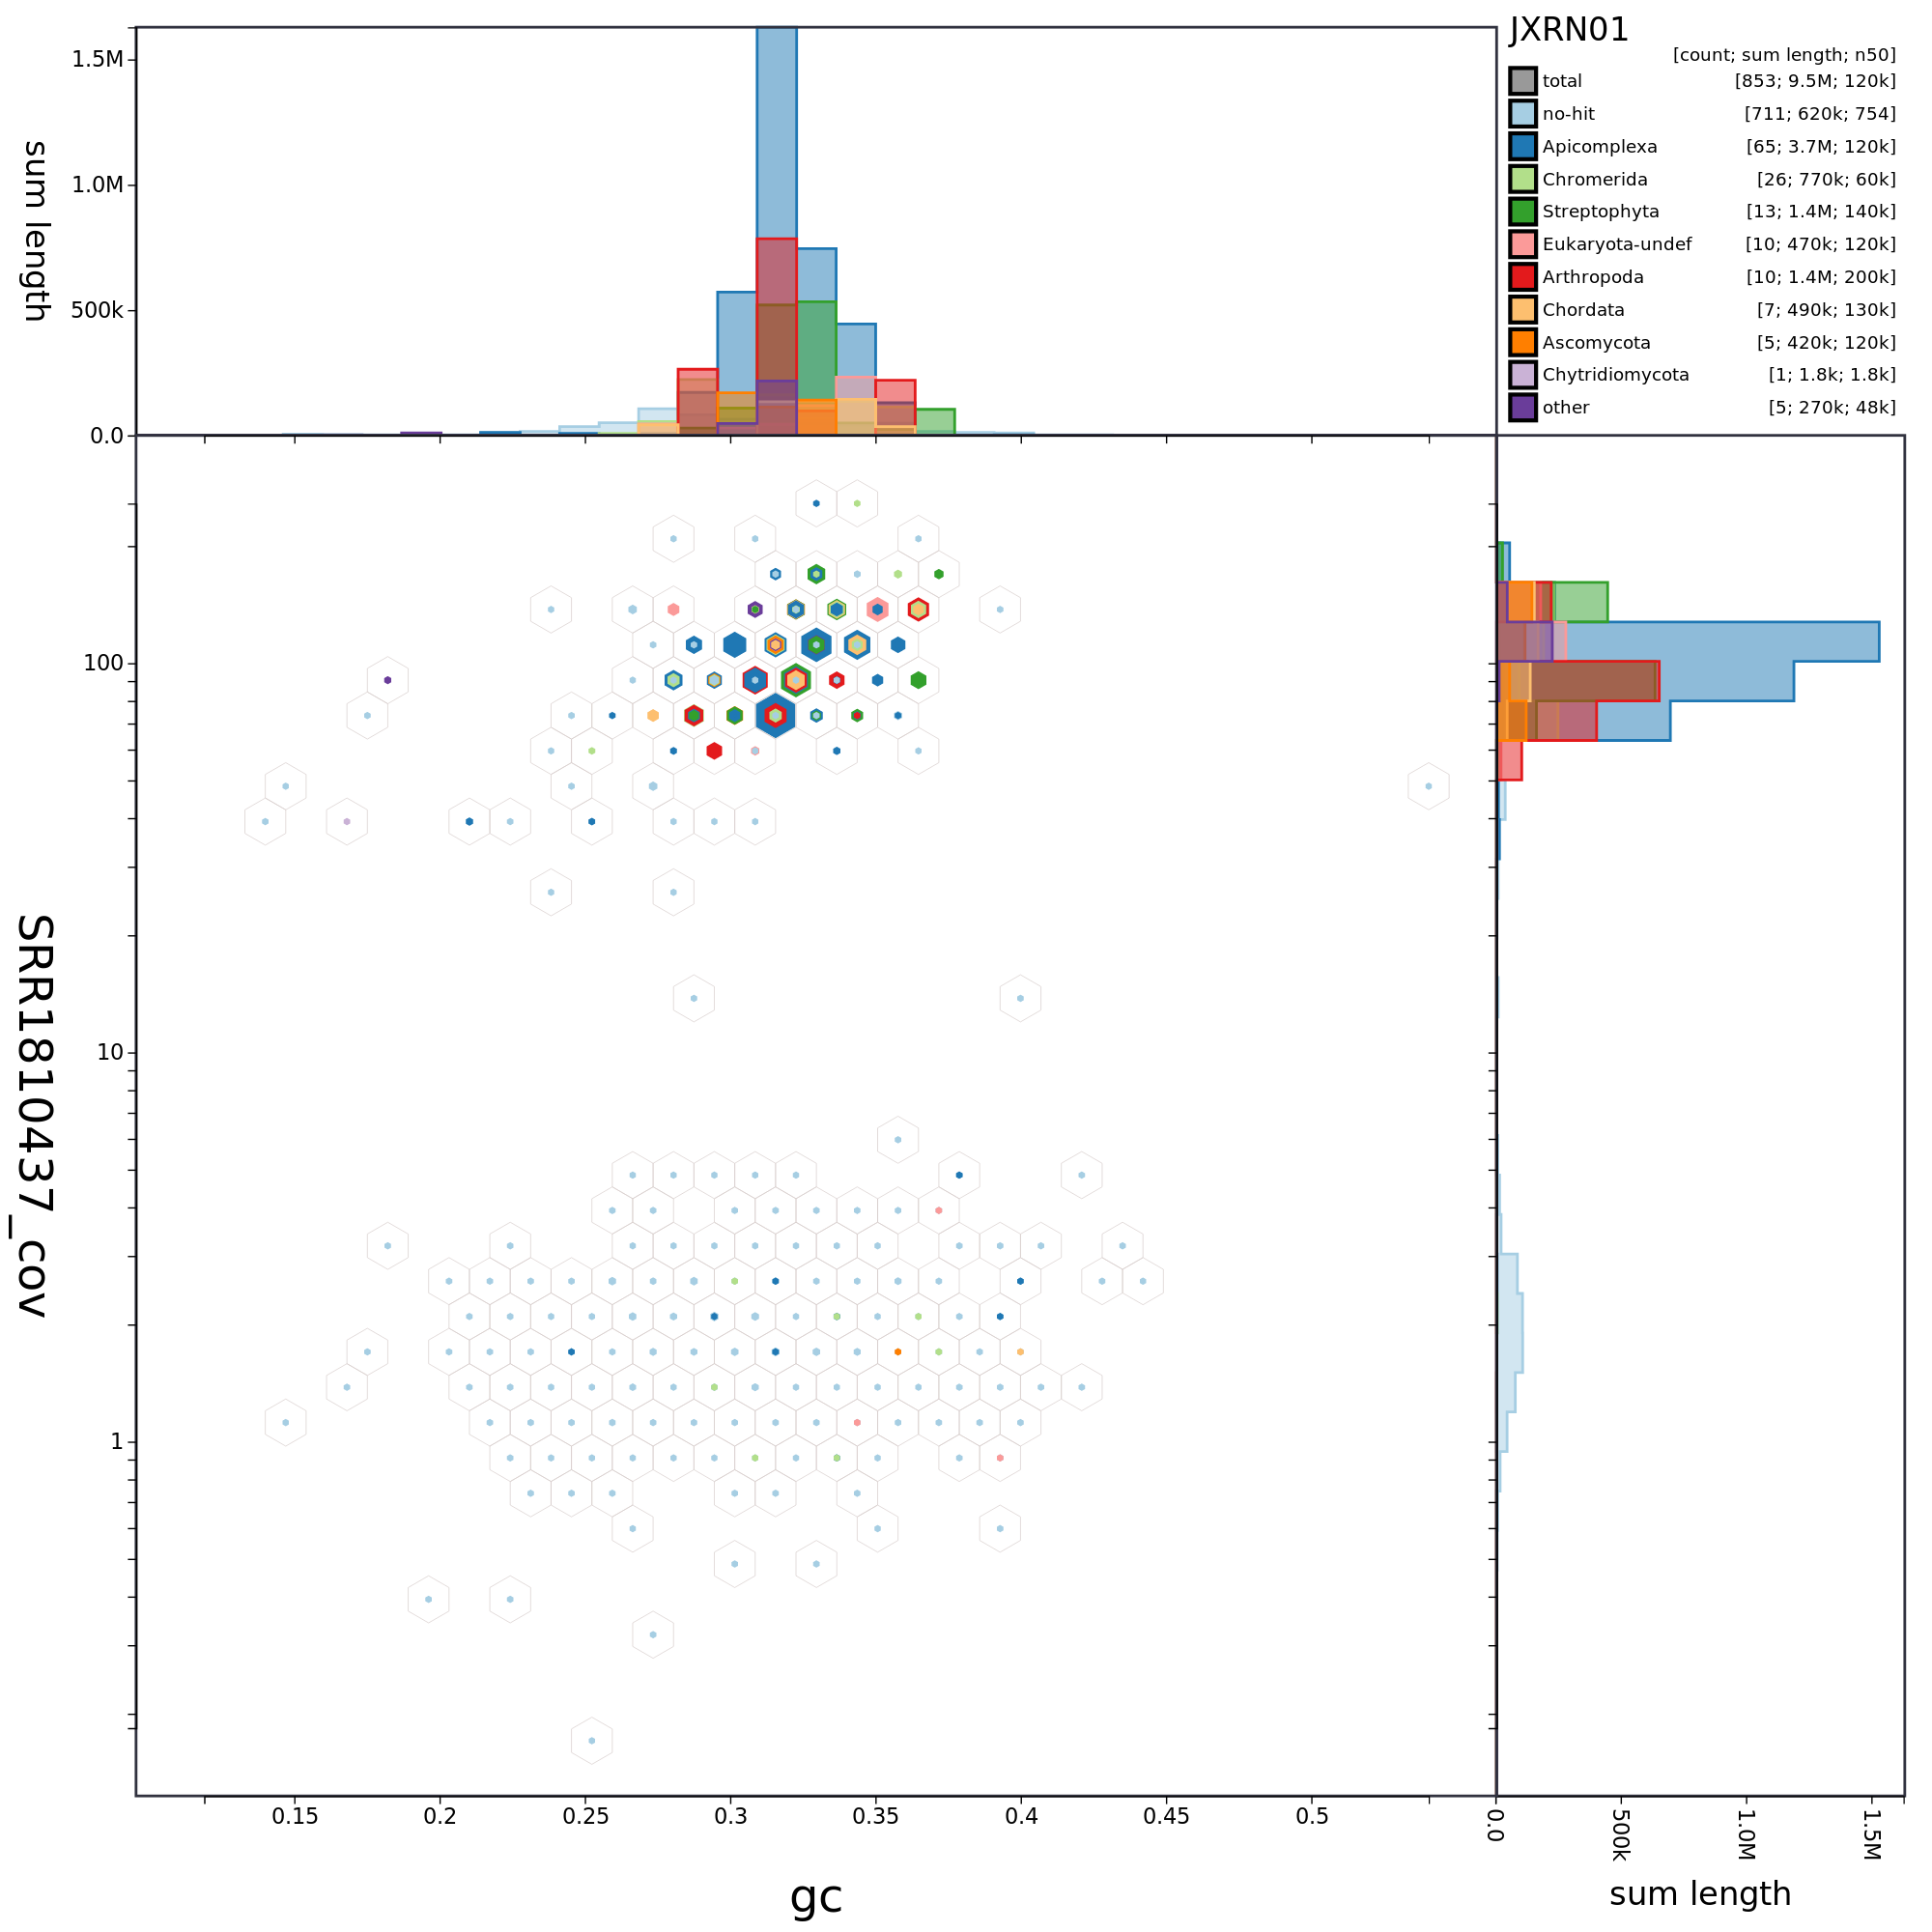 JXRN01
[count; sum length; n50]
total [853; 9.5M; 120k]
no-hit [711; 620k; 754]
Apicomplexa [65; 3.7M; 120k]
Chromerida [26; 770k; 60k]
Streptophyta [13; 1.4M; 140k]
Eukaryota-undef [10; 470k; 120k]
Arthropoda [10; 1.4M; 200k]
Chordata [7; 490k; 130k]
Ascomycota [5; 420k; 120k]
Chytridiomycota [1; 1.8k; 1.8k]
other [5; 270k; 48k]
sum length
1.5M
1.0M
500k
0.0
SRR1810437_cov
100
10
1
0.15 0.2 0.25 0.3 0.35 0.4 0.45 0.5
gc
0.0 500k 1.0M 1.5M
sum length